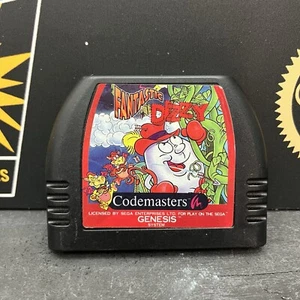 FANTASTIC
DIZZY
Codemasters
LICENSED BY SEGA ENTERPRISES LTD. FOR PLAY ON THE SEGA
GENESIS
SYSTEM